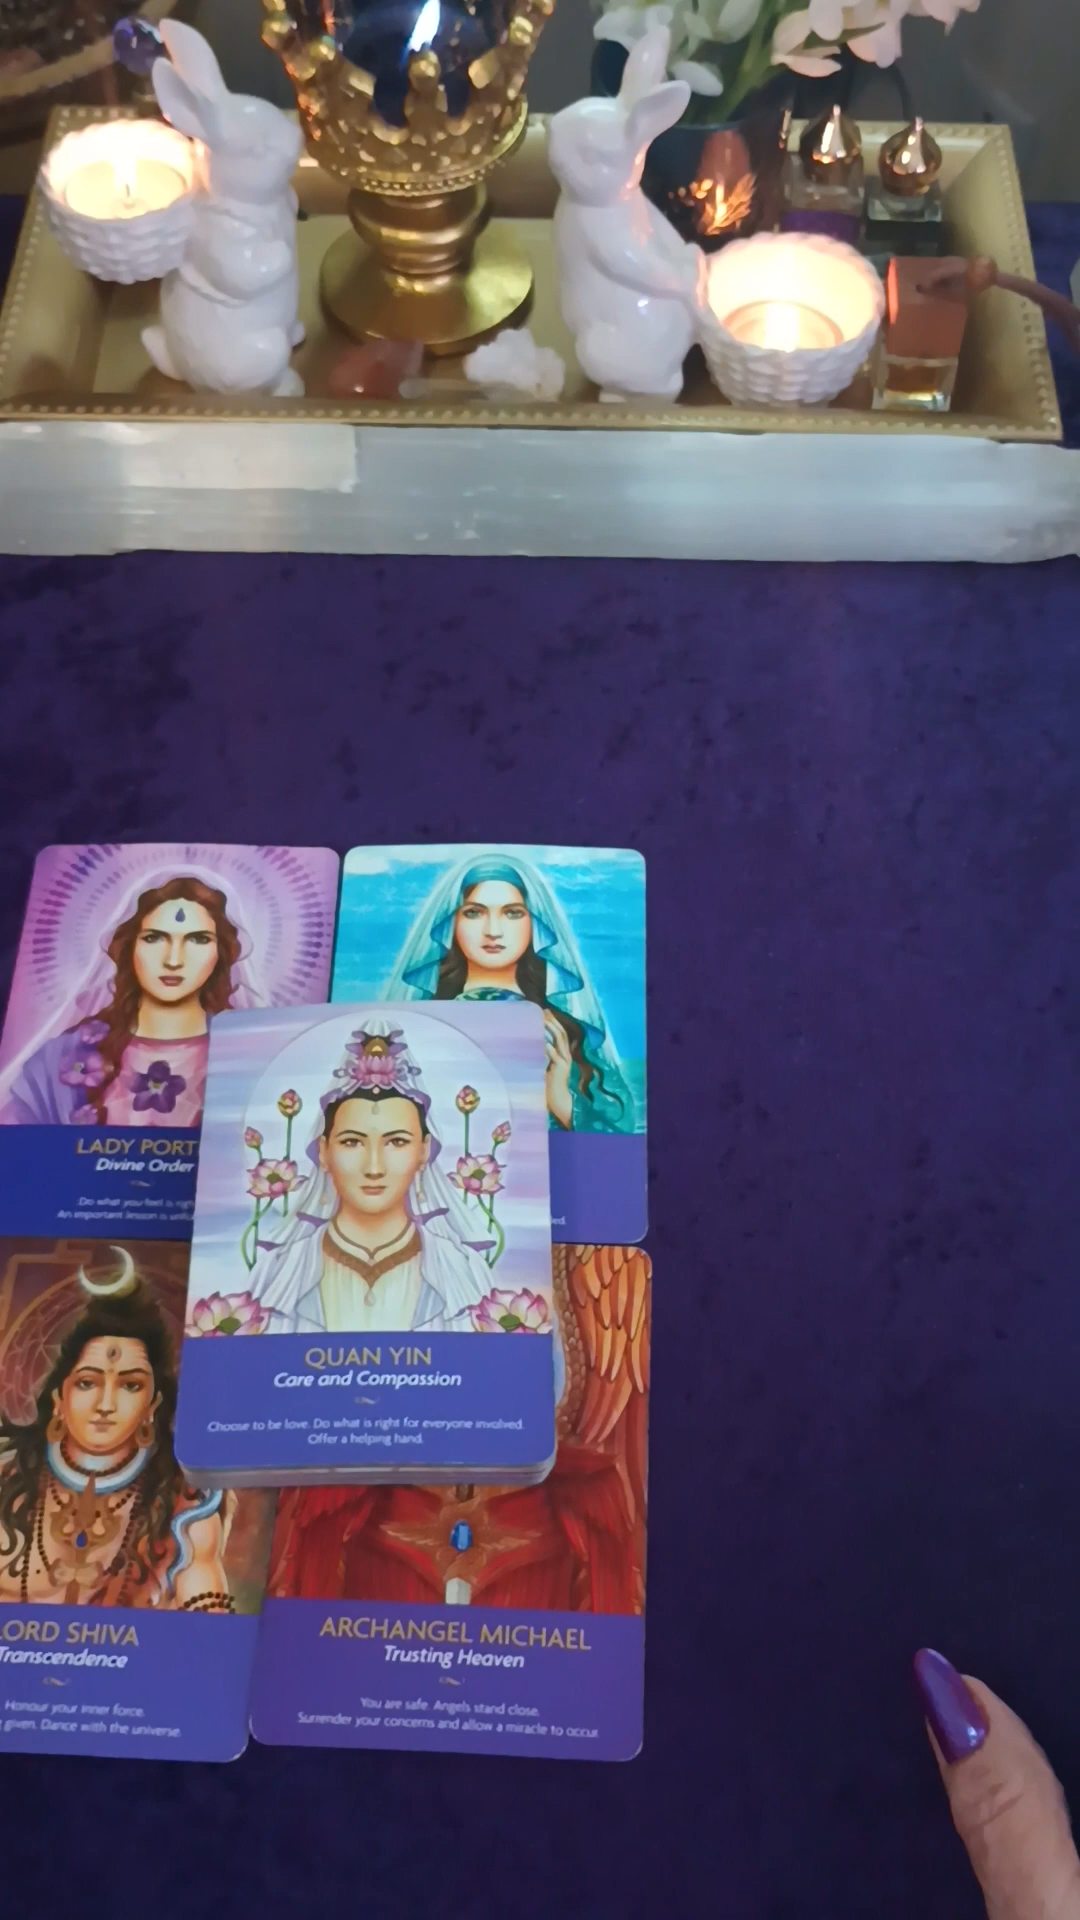 LADY PORT
Divine Order
Do what you feel is righ
An important lesson is unfo
ed.
QUAN YIN
Care and Compassion
Choose to be love. Do what is right for everyone involved.
Offer a helping hand.
LORD SHIVA
Transcendence
Honour your inner force.
given. Dance with the universe.
ARCHANGEL MICHAEL
Trusting Heaven
You are safe. Angels stand close.
Surrender your concerns and allow a miracle to occur.